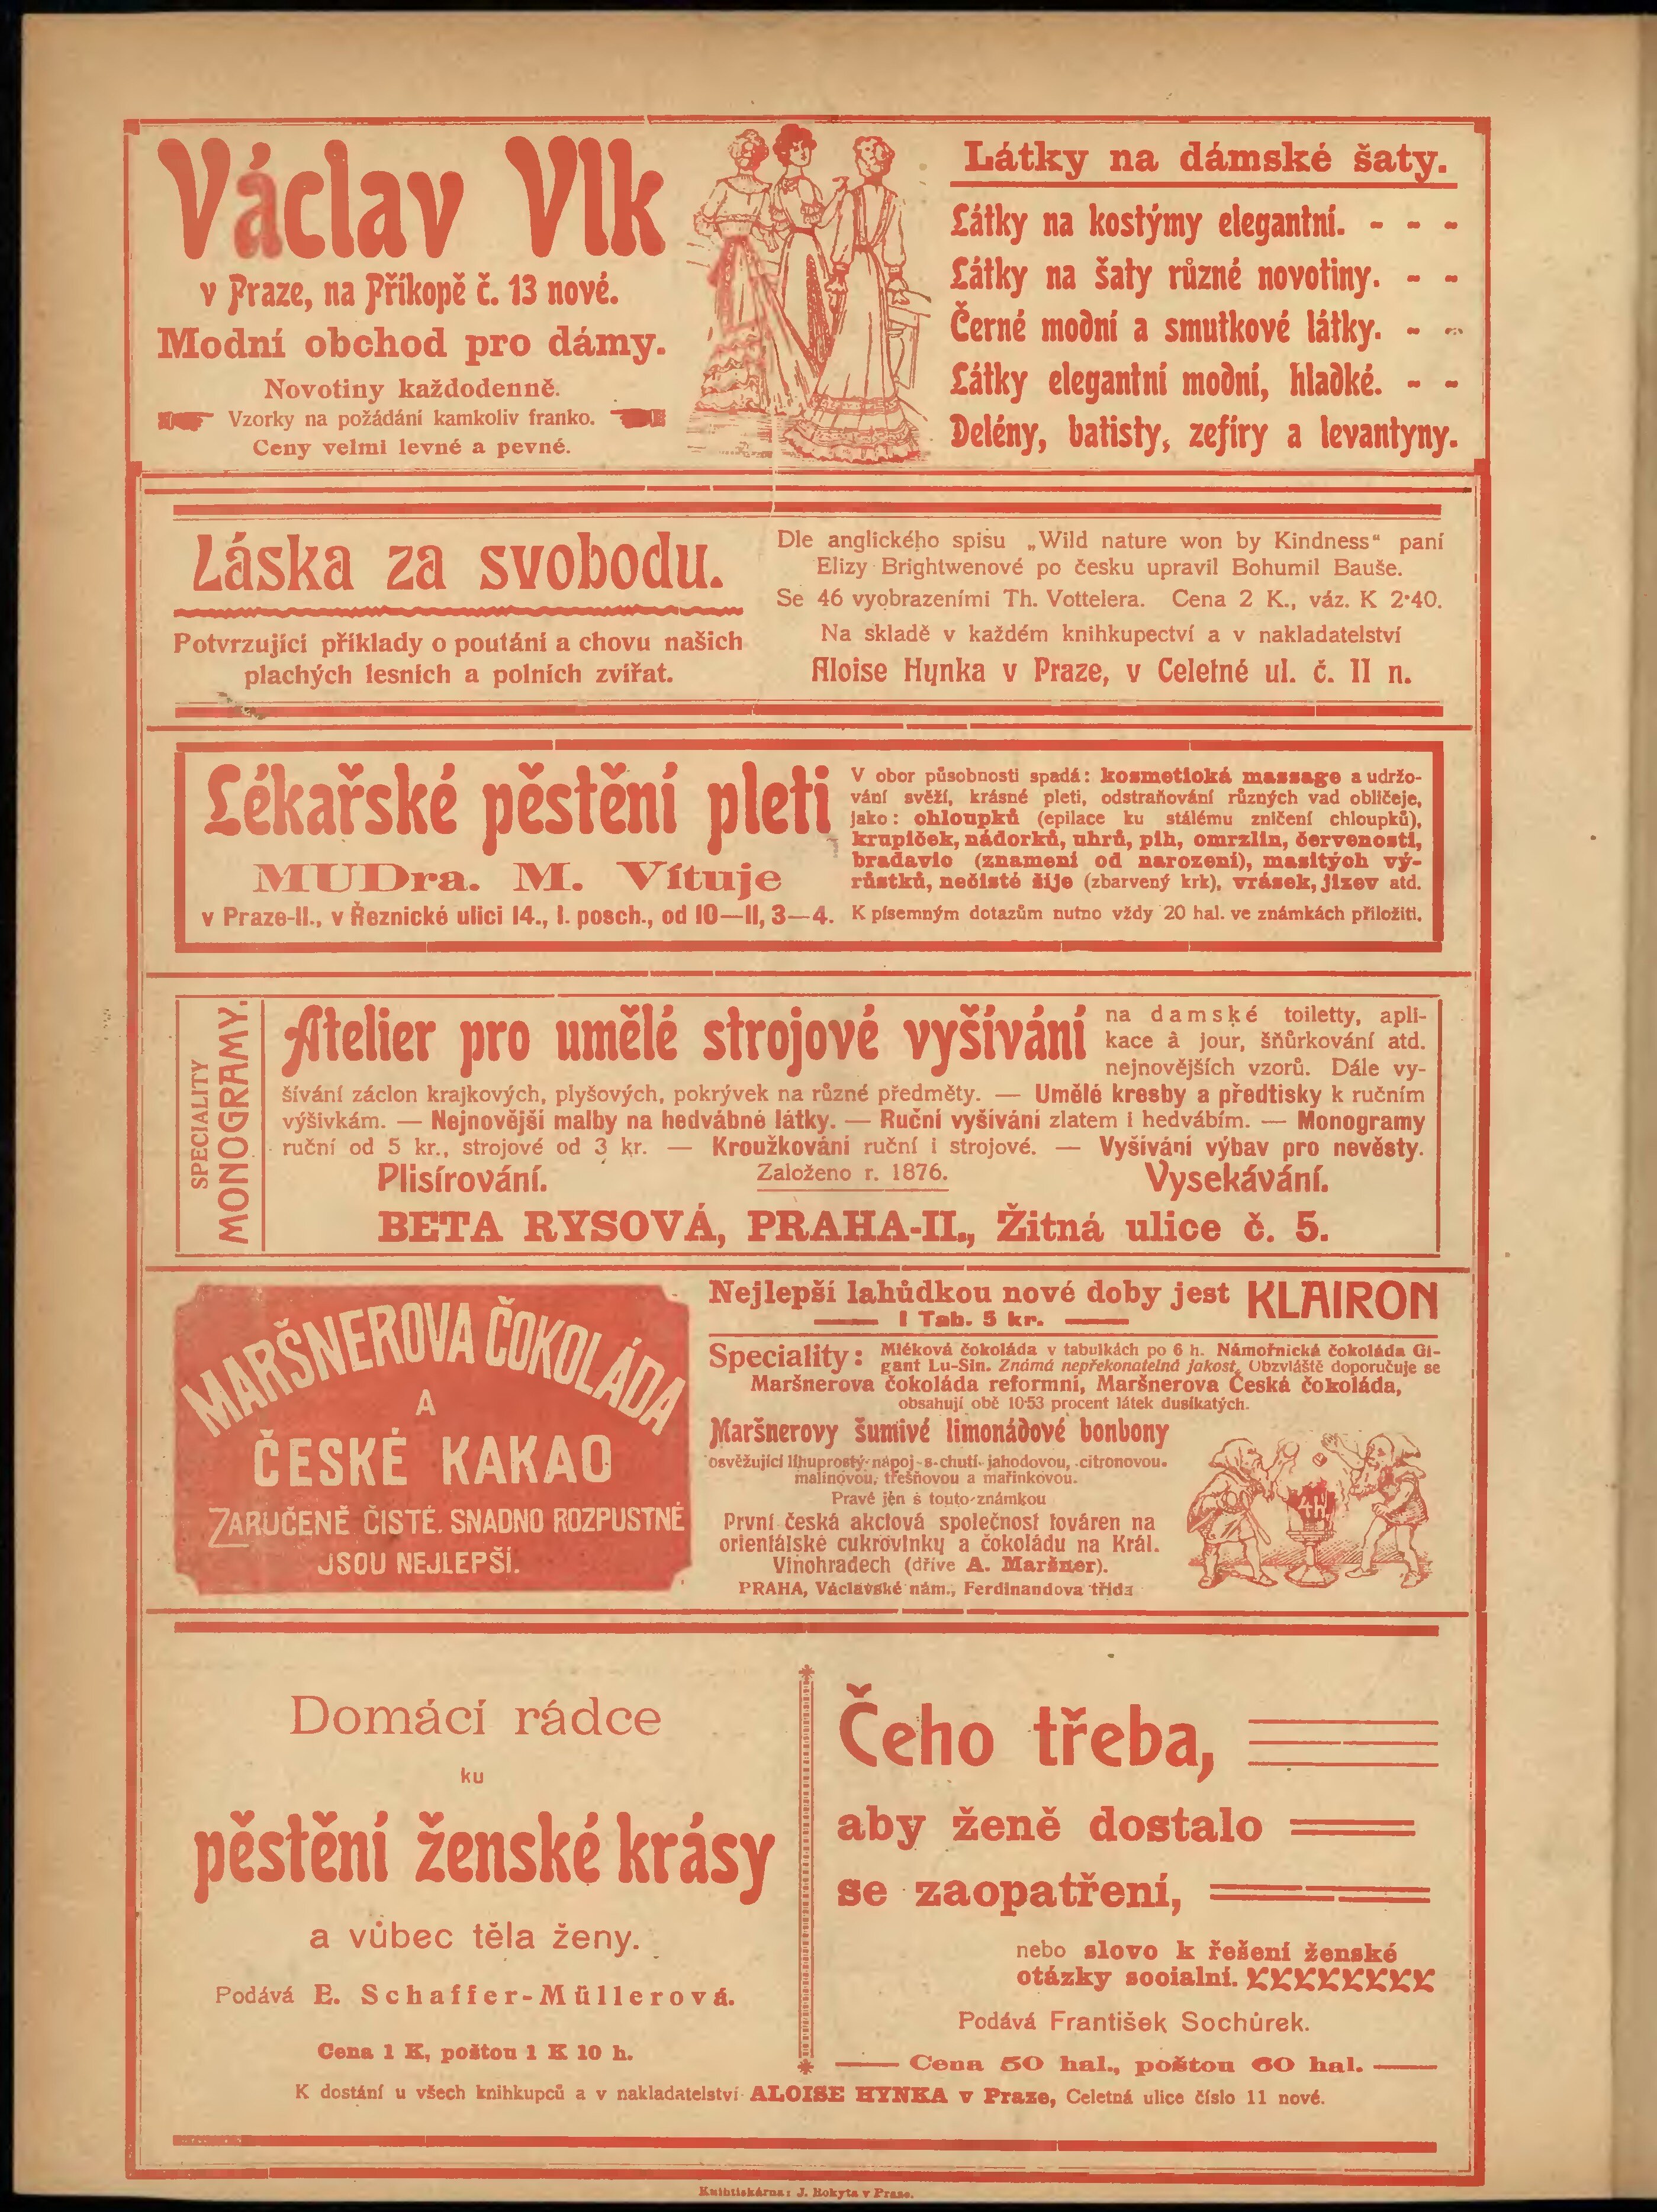 Václav Vlk
v Praze, na Příkopě č. 13 nové.
Modní obchod pro dámy.
Novotiny každodenně.
Vzorky na požádání kamkoliv franko.
Ceny velmi levné a pevné.
Látky na dámské šaty.
Látky na kostýmy elegantní. - - -
Látky na šaty různé novotiny. - -
Černé modní a smutkové látky. - -
Látky elegantní modní, hladké. - -
Delény, batisty, zefíry a levantyny.
Láska za svobodu.
Potvrzující příklady o poutání a chovu našich
plachých lesních a polních zvířat.
Dle anglického spisu „Wild nature won by Kindness“ paní
Elizy Brightwenové po česku upravil Bohumil Bauše.
Se 46 vyobrazeními Th. Vottelera. Cena 2 K., váz. K 2·40.
Na skladě v každém knihkupectví a v nakladatelství
Aloise Hynka v Praze, v Celetné ul. č. 11 n.
Lékařské pěstění pleti
MUDra. M. Vítuje
v Praze-II., v Řeznické ulici 14., I. posch., od 10—11, 3—4.
V obor působnosti spadá: kosmetická massage a udržo-
vání svěží, krásné pleti, odstraňování různých vad obličeje,
jako: chloupků (epilace ku stálému zničení chloupků),
krupiček, nádorků, uhrů, pih, omrzlin, červenosti,
bradavic (znamení od narození), masitých vý-
růstků, nečisté šíje (zbarvený krk), vrásek, jizev atd.
K písemným dotazům nutno vždy 20 hal. ve známkách přiložiti.
SPECIALITY
MONOGRAMY.
Atelier pro umělé strojové vyšívání
na damské toiletty, apli-
kace à jour, šňůrkování atd.
nejnovějších vzorů. Dále vy-
šívání záclon krajkových, plyšových, pokrývek na různé předměty. — Umělé kresby a předtisky k ručním
výšivkám. — Nejnovější malby na hedvábné látky. — Ruční vyšívání zlatem i hedvábím. — Monogramy
ruční od 5 kr., strojové od 3 kr. — Kroužkování ruční i strojové. — Vyšívání výbav pro nevěsty.
Plisírování.
Založeno r. 1876.
Vysekávání.
BETA RYSOVÁ, PRAHA-II., Žitná ulice č. 5.
MARŠNEROVA ČOKOLÁDA
A
ČESKÉ KAKAO
ZARUČENĚ ČISTÉ. SNADNO ROZPUSTNÉ
JSOU NEJLEPŠÍ.
Nejlepší lahůdkou nové doby jest KLAIRON
1 Tab. 5 kr.
Speciality: Mléková čokoláda v tabulkách po 6 h. Námořnická čokoláda Gi-
gant Lu-Sin. Známá nepřekonatelná jakost. Obzvláště doporučuje se
Maršnerova čokoláda reformní, Maršnerova Česká čokoláda,
obsahují obě 10·53 procent látek dusíkatých.
Maršnerovy šumivé limonádové bonbony
osvěžující lihuprostý nápoj s chutí jahodovou, citronovou.
malinovou, třešňovou a mařinkovou.
Pravé jen s touto známkou
První česká akciová společnost továren na
orientálské cukrovinky a čokoládu na Král.
Vinohradech (dříve A. Maršner).
PRAHA, Václavské nám., Ferdinandova třída
4H
Domácí rádce
ku
pěstění ženské krásy
a vůbec těla ženy.
Podává E. Schaffer-Müllerová.
Cena 1 K, poštou 1 K 10 h.
Čeho třeba,
aby ženě dostalo
se zaopatření,
nebo slovo k řešení ženské
otázky socialní.
Podává František Sochůrek.
Cena 50 hal., poštou 60 hal.
K dostání u všech knihkupců a v nakladatelství ALOISE HYNKA v Praze, Celetná ulice číslo 11 nové.
Knihtiskárna: J. Rokyta v Praze.